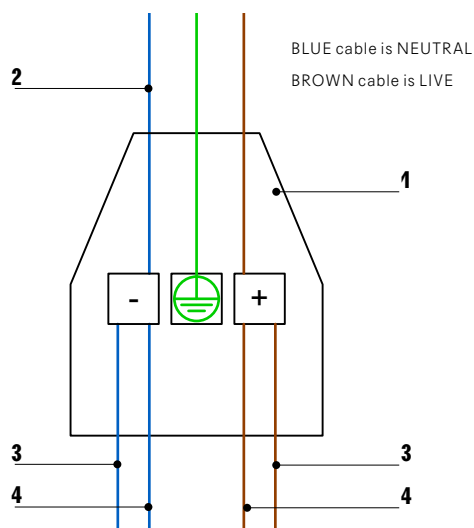 BLUE cable is NEUTRAL
BROWN cable is LIVE
2
1
- +
3 3
4 4